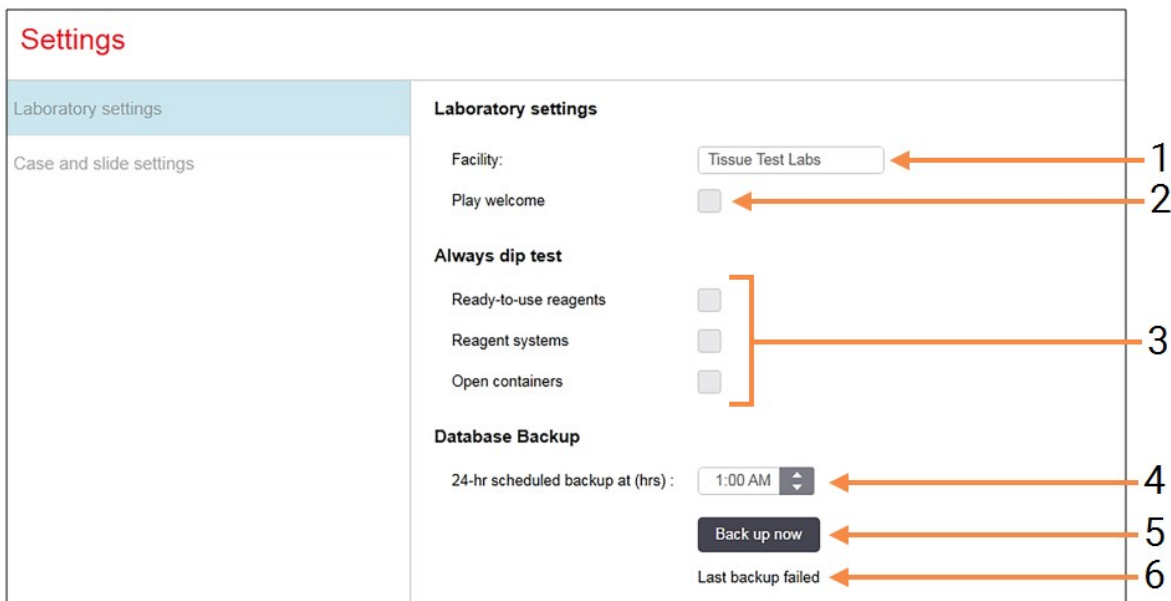 Settings
Laboratory settings
Case and slide settings
Laboratory settings
Facility: Tissue Test Labs 1
Play welcome 2
Always dip test
Ready-to-use reagents
Reagent systems 3
Open containers
Database Backup
24-hr scheduled backup at (hrs) : 1:00 AM 4
Back up now 5
Last backup failed 6